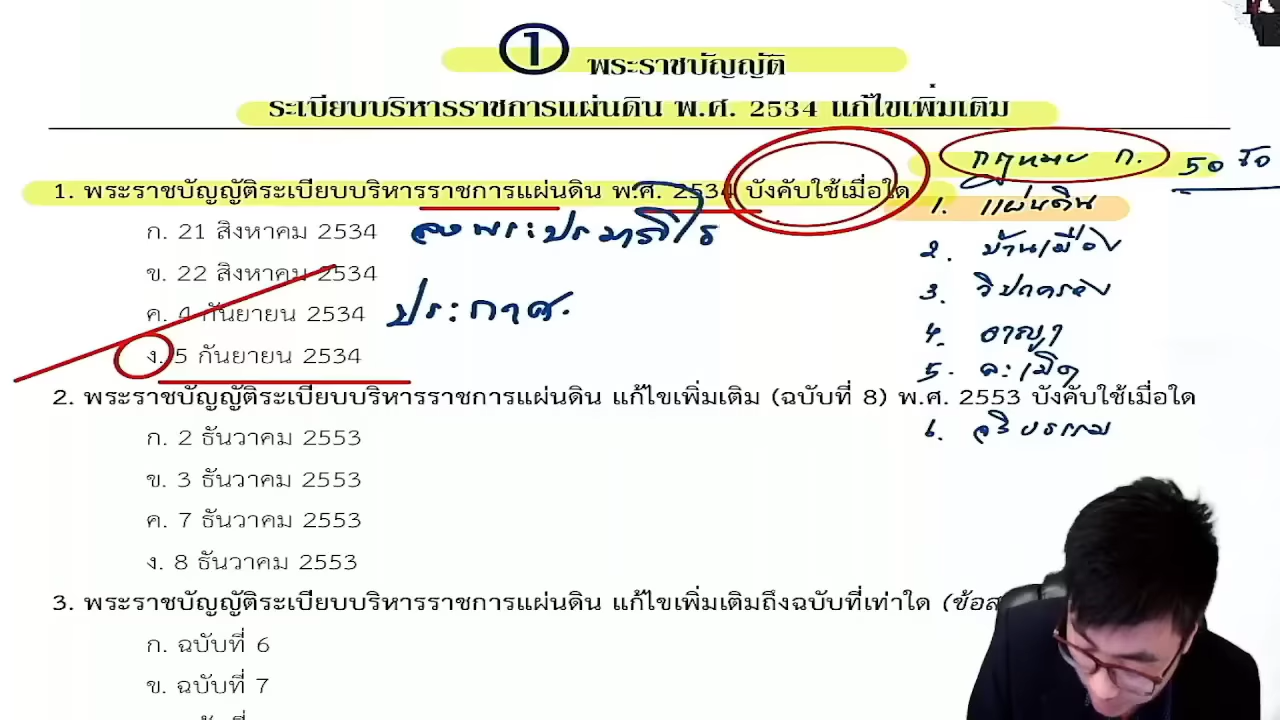 1 พระราชบัญญัติ
ระเบียบบริหารราชการแผ่นดิน พ.ศ. 2534 แก้ไขเพิ่มเติม
กฎหมาย ก. 50 ข้อ
1. พระราชบัญญัติระเบียบบริหารราชการแผ่นดิน พ.ศ. 2534 บังคับใช้เมื่อใด
1. แผ่นดิน
ก. 21 สิงหาคม 2534 ลงพระปรมาภิไธ
2. บ้านเมือง
ข. 22 สิงหาคม 2534
3. วิปกครอง
ค. 4 กันยายน 2534 ประกาศ.
4. อาญา
ง. 5 กันยายน 2534
5. ละเมิด
2. พระราชบัญญัติระเบียบบริหารราชการแผ่นดิน แก้ไขเพิ่มเติม (ฉบับที่ 8) พ.ศ. 2553 บังคับใช้เมื่อใด
6. จริยธรรม
ก. 2 ธันวาคม 2553
ข. 3 ธันวาคม 2553
ค. 7 ธันวาคม 2553
ง. 8 ธันวาคม 2553
3. พระราชบัญญัติระเบียบบริหารราชการแผ่นดิน แก้ไขเพิ่มเติมถึงฉบับที่เท่าใด
ก. ฉบับที่ 6
ข. ฉบับที่ 7